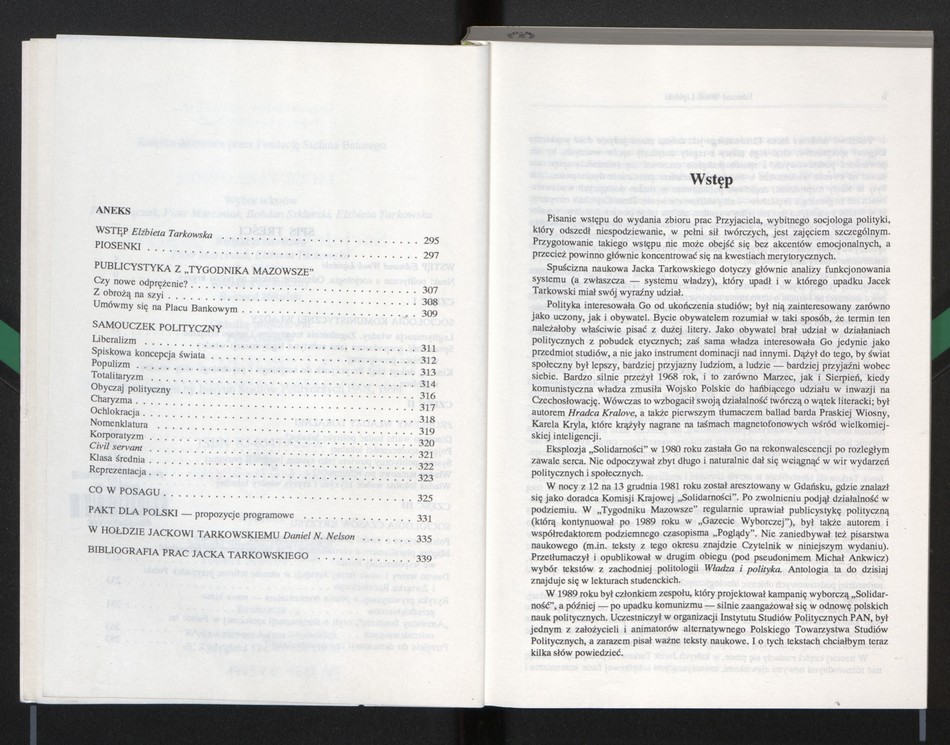 ANEKS
WSTĘP Elżbieta Tarkowska . . . . . . . . . . . . . . . . . . . . . . . . . . . . . . 295
PIOSENKI . . . . . . . . . . . . . . . . . . . . . . . . . . . . . . . . . . . . . . 297
PUBLICYSTYKA Z „TYGODNIKA MAZOWSZE”
Czy nowe odprężenie? . . . . . . . . . . . . . . . . . . . . . . . . . . . . . . . . 307
Z obrożą na szyi . . . . . . . . . . . . . . . . . . . . . . . . . . . . . . . . . . 308
Umówmy się na Placu Bankowym . . . . . . . . . . . . . . . . . . . . . . . . . . . . 309
SAMOUCZEK POLITYCZNY
Liberalizm . . . . . . . . . . . . . . . . . . . . . . . . . . . . . . . . . . . . . 311
Spiskowa koncepcja świata . . . . . . . . . . . . . . . . . . . . . . . . . . . . . . 312
Populizm . . . . . . . . . . . . . . . . . . . . . . . . . . . . . . . . . . . . . . 313
Totalitaryzm . . . . . . . . . . . . . . . . . . . . . . . . . . . . . . . . . . . . 314
Obyczaj polityczny . . . . . . . . . . . . . . . . . . . . . . . . . . . . . . . . . 316
Charyzma . . . . . . . . . . . . . . . . . . . . . . . . . . . . . . . . . . . . . . 317
Ochlokracja . . . . . . . . . . . . . . . . . . . . . . . . . . . . . . . . . . . . . 318
Nomenklatura . . . . . . . . . . . . . . . . . . . . . . . . . . . . . . . . . . . . 319
Korporatyzm . . . . . . . . . . . . . . . . . . . . . . . . . . . . . . . . . . . . . 320
Civil servant . . . . . . . . . . . . . . . . . . . . . . . . . . . . . . . . . . . . 321
Klasa średnia . . . . . . . . . . . . . . . . . . . . . . . . . . . . . . . . . . . . 322
Reprezentacja . . . . . . . . . . . . . . . . . . . . . . . . . . . . . . . . . . . . 323
CO W POSAGU . . . . . . . . . . . . . . . . . . . . . . . . . . . . . . . . . . . . . 325
PAKT DLA POLSKI — propozycje programowe . . . . . . . . . . . . . . . . . . 331
W HOŁDZIE JACKOWI TARKOWSKIEMU Daniel N. Nelson . . . . . . . . . . 335
BIBLIOGRAFIA PRAC JACKA TARKOWSKIEGO . . . . . . . . . . . . . . . . 339
Wstęp
Pisanie wstępu do wydania zbioru prac Przyjaciela, wybitnego socjologa polityki,
który odszedł niespodziewanie, w pełni sił twórczych, jest zajęciem szczególnym.
Przygotowanie takiego wstępu nie może obejść się bez akcentów emocjonalnych, a
przecież powinno głównie koncentrować się na kwestiach merytorycznych.
Spuścizna naukowa Jacka Tarkowskiego dotyczy głównie analizy funkcjonowania
systemu (a zwłaszcza — systemu władzy), który upadł i w którego upadku Jacek
Tarkowski miał swój wyraźny udział.
Polityka interesowała Go od ukończenia studiów; był nią zainteresowany zarówno
jako uczony, jak i obywatel. Bycie obywatelem rozumiał w taki sposób, że termin ten
należałoby właściwie pisać z dużej litery. Jako obywatel brał udział w działaniach
politycznych z pobudek etycznych; zaś sama władza interesowała Go jedynie jako
przedmiot studiów, a nie jako instrument dominacji nad innymi. Dążył do tego, by świat
społeczny był lepszy, bardziej przyjazny ludziom, a ludzie — bardziej przyjaźni wobec
siebie. Bardzo silnie przeżył 1968 rok, i to zarówno Marzec, jak i Sierpień, kiedy
komunistyczna władza zmusiła Wojsko Polskie do hańbiącego udziału w inwazji na
Czechosłowację. Wówczas to wzbogacił swoją działalność twórczą o wątek literacki; był
autorem Hradca Kralove, a także pierwszym tłumaczem ballad barda Praskiej Wiosny,
Karela Kryla, które krążyły nagrane na taśmach magnetofonowych wśród wielkomiej-
skiej inteligencji.
Eksplozja „Solidarności” w 1980 roku zastała Go na rekonwalescencji po rozległym
zawale serca. Nie odpoczywał zbyt długo i naturalnie dał się wciągnąć w wir wydarzeń
politycznych i społecznych.
W nocy z 12 na 13 grudnia 1981 roku został aresztowany w Gdańsku, gdzie znalazł
się jako doradca Komisji Krajowej „Solidarności”. Po zwolnieniu podjął działalność w
podziemiu. W „Tygodniku Mazowsze” regularnie uprawiał publicystykę polityczną
(którą kontynuował po 1989 roku w „Gazecie Wyborczej”), był także autorem i
współredaktorem podziemnego czasopisma „Poglądy”. Nie zaniedbywał też pisarstwa
naukowego (m.in. teksty z tego okresu znajdzie Czytelnik w niniejszym wydaniu).
Przetłumaczył i opublikował w drugim obiegu (pod pseudonimem Michał Ankwicz)
wybór tekstów z zachodniej politologii Władza i polityka. Antologia ta do dzisiaj
znajduje się w lekturach studenckich.
W 1989 roku był członkiem zespołu, który projektował kampanię wyborczą „Solidar-
ność”, a później — po upadku komunizmu — silnie zaangażował się w odnowę polskich
nauk politycznych. Uczestniczył w organizacji Instytutu Studiów Politycznych PAN, był
jednym z założycieli i animatorów alternatywnego Polskiego Towarzystwa Studiów
Politycznych, a zarazem pisał ważne teksty naukowe. I o tych tekstach chciałbym teraz
kilka słów powiedzieć.